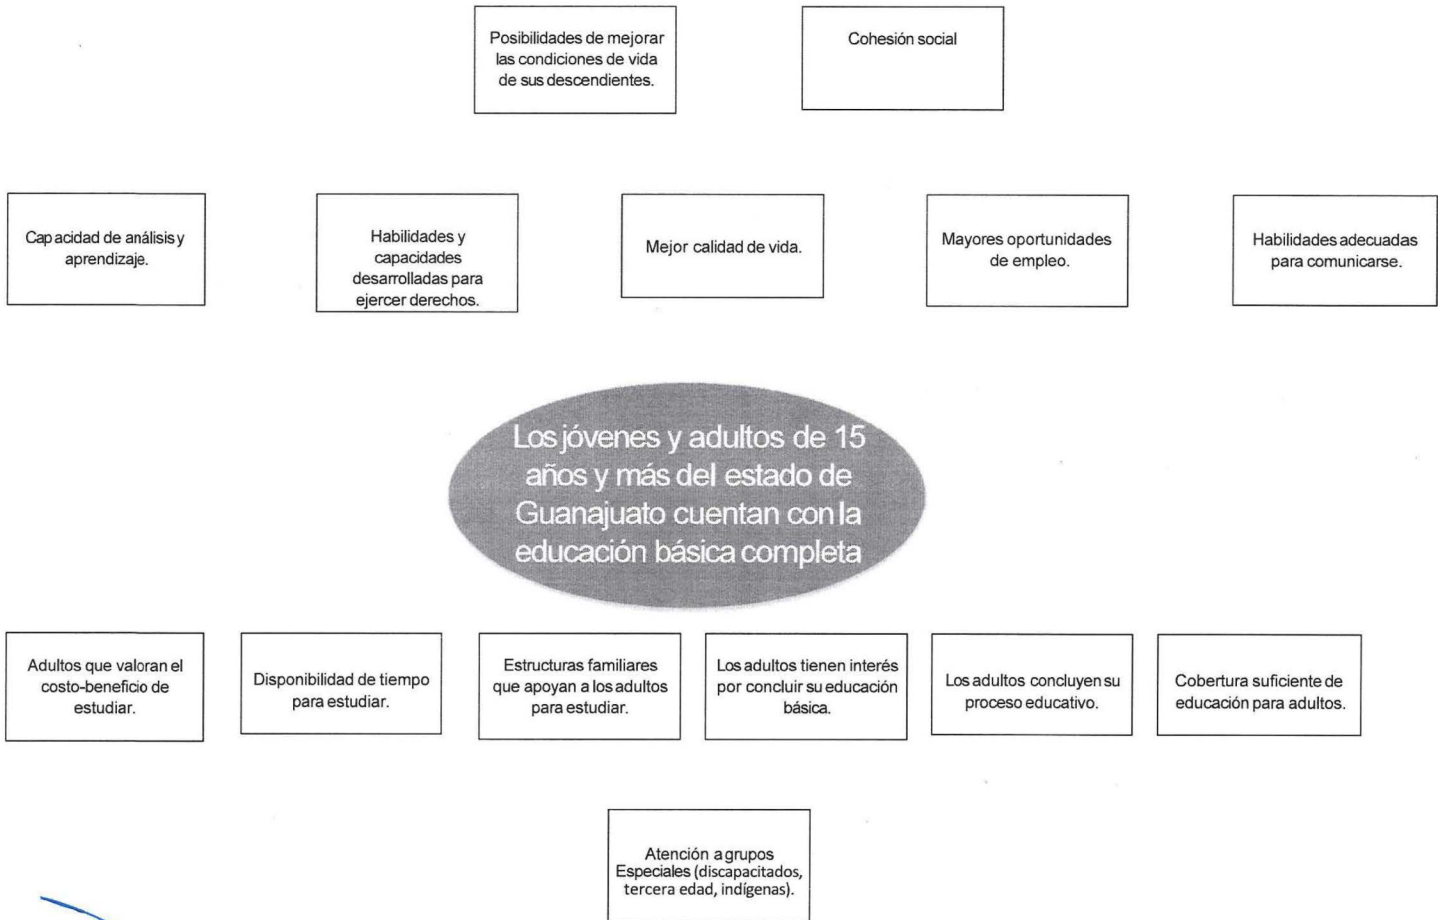 Posibilidades de mejorar
las condiciones de vida
de sus descendientes.
Cohesión social
Capacidad de análisis y
aprendizaje.
Habilidades y
capacidades
desarrolladas para
ejercer derechos.
Mejor calidad de vida.
Mayores oportunidades
de empleo.
Habilidades adecuadas
para comunicarse.
Los jóvenes y adultos de 15
años y más del estado de
Guanajuato cuentan con la
educación básica completa
Adultos que valoran el
costo-beneficio de
estudiar.
Disponibilidad de tiempo
para estudiar.
Estructuras familiares
que apoyan a los adultos
para estudiar.
Los adultos tienen interés
por concluir su educación
básica.
Los adultos concluyen su
proceso educativo.
Cobertura suficiente de
educación para adultos.
Atención a grupos
Especiales (discapacitados,
tercera edad, indígenas).